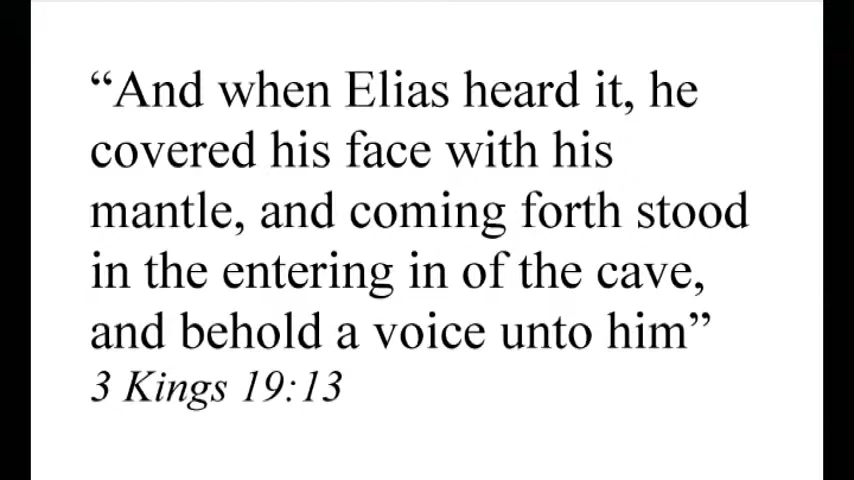 “And when Elias heard it, he
covered his face with his
mantle, and coming forth stood
in the entering in of the cave,
and behold a voice unto him”
3 Kings 19:13